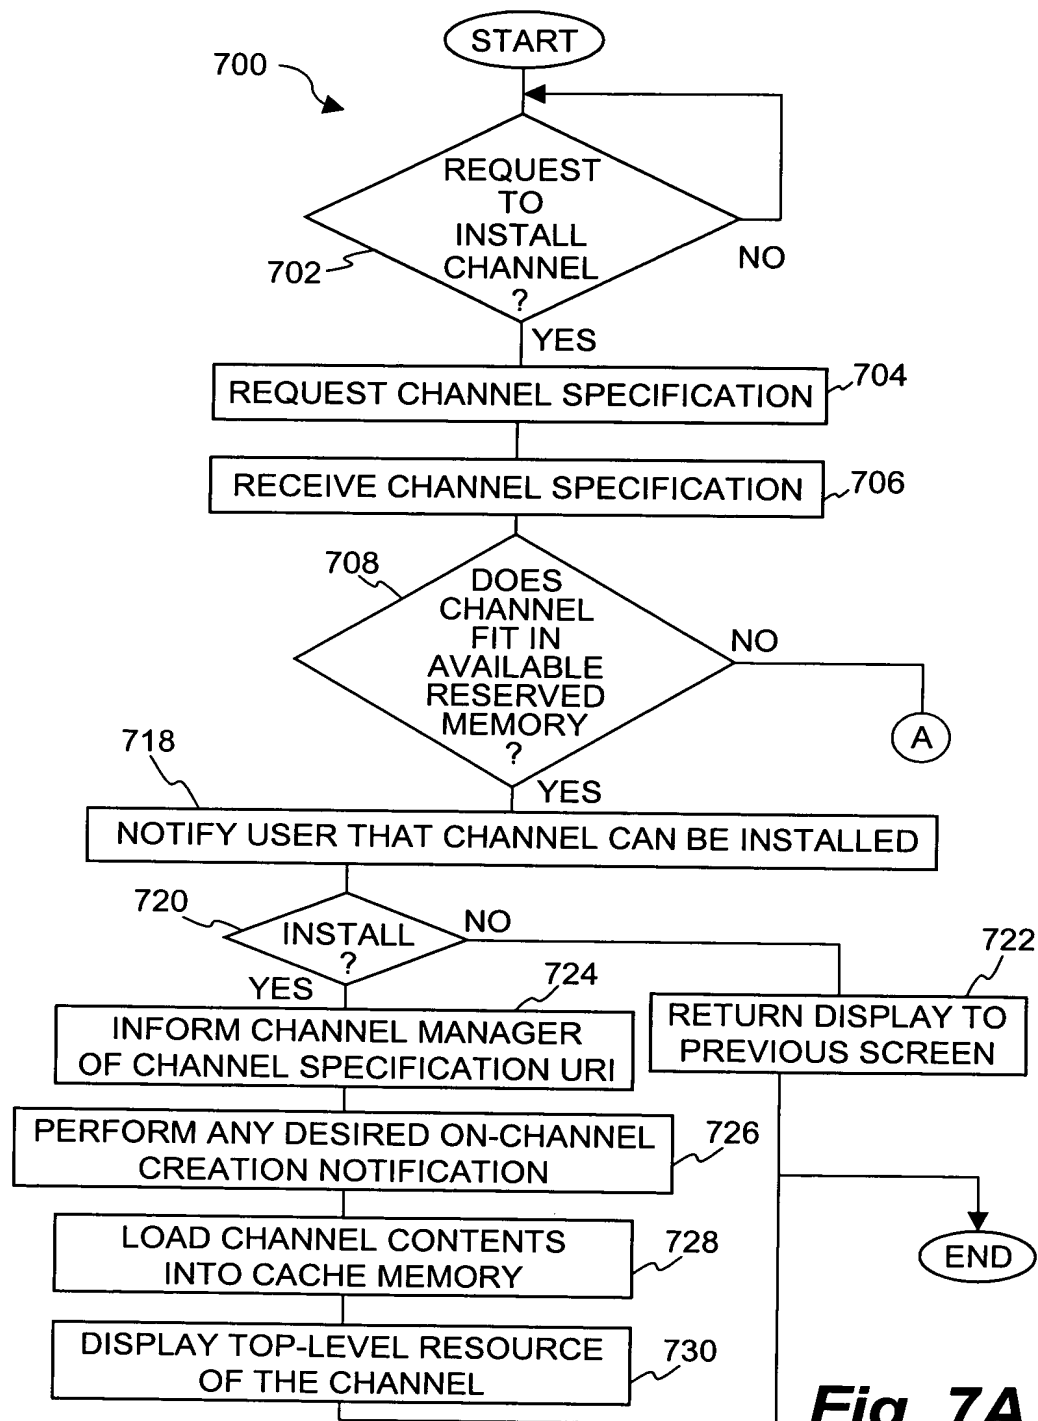 START
700
REQUEST
TO
INSTALL
CHANNEL
?
702
NO
YES
REQUEST CHANNEL SPECIFICATION
704
RECEIVE CHANNEL SPECIFICATION
706
708
DOES
CHANNEL
FIT IN
AVAILABLE
RESERVED
MEMORY
?
NO
A
YES
718
NOTIFY USER THAT CHANNEL CAN BE INSTALLED
720
INSTALL
?
NO
YES
722
RETURN DISPLAY TO
PREVIOUS SCREEN
724
INFORM CHANNEL MANAGER
OF CHANNEL SPECIFICATION URI
PERFORM ANY DESIRED ON-CHANNEL
CREATION NOTIFICATION
726
LOAD CHANNEL CONTENTS
INTO CACHE MEMORY
728
END
DISPLAY TOP-LEVEL RESOURCE
OF THE CHANNEL
730
Fig. 7A